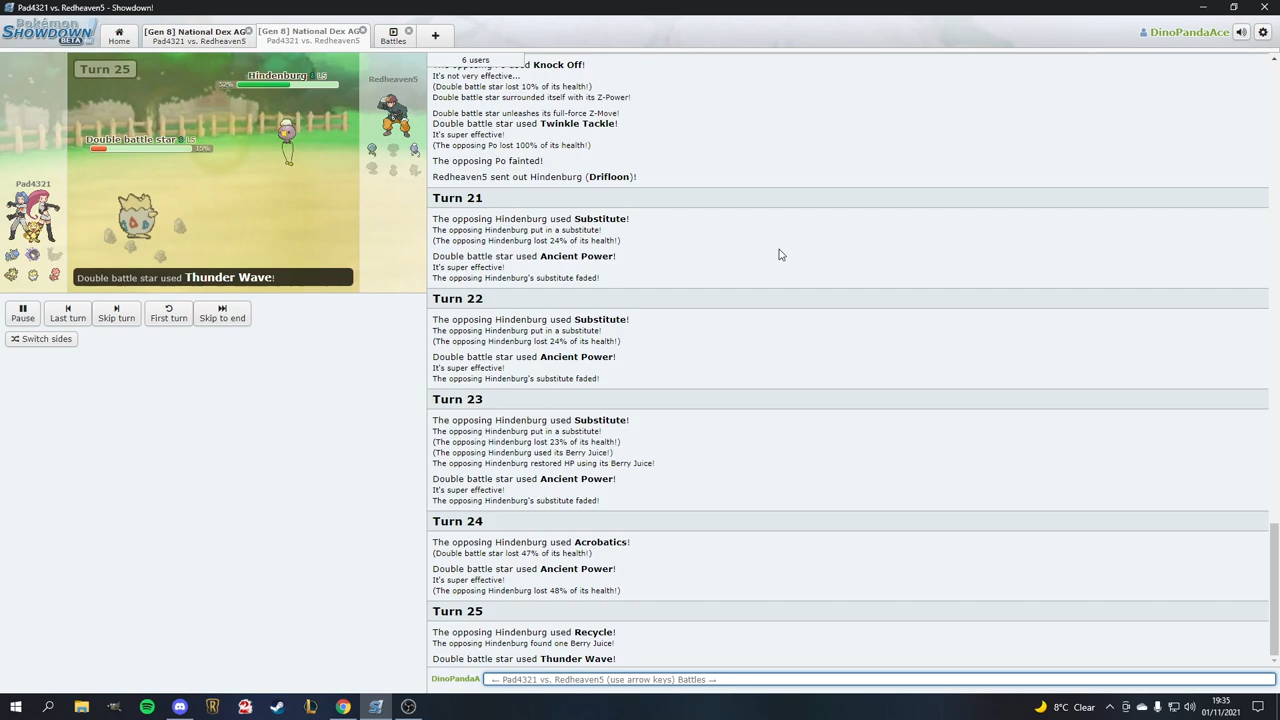 Pad4321 vs. Redheaven5 - Showdown!
Pokémon
SHOWDOWN
BETA
Home
[Gen 8] National Dex AG
Pad4321 vs. Redheaven5
[Gen 8] National Dex AG
Pad4321 vs. Redheaven5
Battles
DinoPandaAce
Turn 25
Hindenburg L5
52%
Redheaven5
Double battle star L5
15%
Pad4321
Double battle star used Thunder Wave!
Pause
Last turn
Skip turn
First turn
Skip to end
Switch sides
6 users
The opposing Po used Knock Off!
It's not very effective...
(Double battle star lost 10% of its health!)
Double battle star surrounded itself with its Z-Power!
Double battle star unleashes its full-force Z-Move!
Double battle star used Twinkle Tackle!
It's super effective!
(The opposing Po lost 100% of its health!)
The opposing Po fainted!
Redheaven5 sent out Hindenburg (Drifloon)!
Turn 21
The opposing Hindenburg used Substitute!
The opposing Hindenburg put in a substitute!
(The opposing Hindenburg lost 24% of its health!)
Double battle star used Ancient Power!
It's super effective!
The opposing Hindenburg's substitute faded!
Turn 22
The opposing Hindenburg used Substitute!
The opposing Hindenburg put in a substitute!
(The opposing Hindenburg lost 24% of its health!)
Double battle star used Ancient Power!
It's super effective!
The opposing Hindenburg's substitute faded!
Turn 23
The opposing Hindenburg used Substitute!
The opposing Hindenburg put in a substitute!
(The opposing Hindenburg lost 23% of its health!)
(The opposing Hindenburg used its Berry Juice!)
The opposing Hindenburg restored HP using its Berry Juice!
Double battle star used Ancient Power!
It's super effective!
The opposing Hindenburg's substitute faded!
Turn 24
The opposing Hindenburg used Acrobatics!
(Double battle star lost 47% of its health!)
Double battle star used Ancient Power!
It's super effective!
(The opposing Hindenburg lost 48% of its health!)
Turn 25
The opposing Hindenburg used Recycle!
The opposing Hindenburg found one Berry Juice!
Double battle star used Thunder Wave!
DinoPandaA
← Pad4321 vs. Redheaven5 (use arrow keys) Battles →
8°C Clear
19:35
01/11/2021